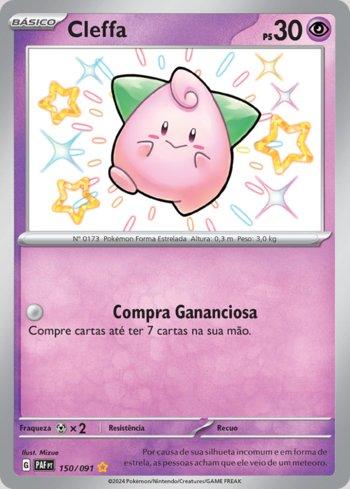 BÁSICO
Cleffa
PS30
Nº 0173 Pokémon Forma Estrelada Altura: 0,3 m Peso: 3,0 kg
Compra Gananciosa
Compre cartas até ter 7 cartas na sua mão.
Fraqueza ×2 Resistência Recuo
Ilust. Mizue
G PAF PT 150/091
Por causa de sua silhueta incomum em forma de
estrela, as pessoas acham que ele veio de um meteoro.
©2024 Pokémon/Nintendo/Creatures/GAME FREAK